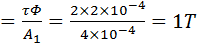 = τΦ/A₁ = 2×2×10⁻⁴/4×10⁻⁴ = 1T